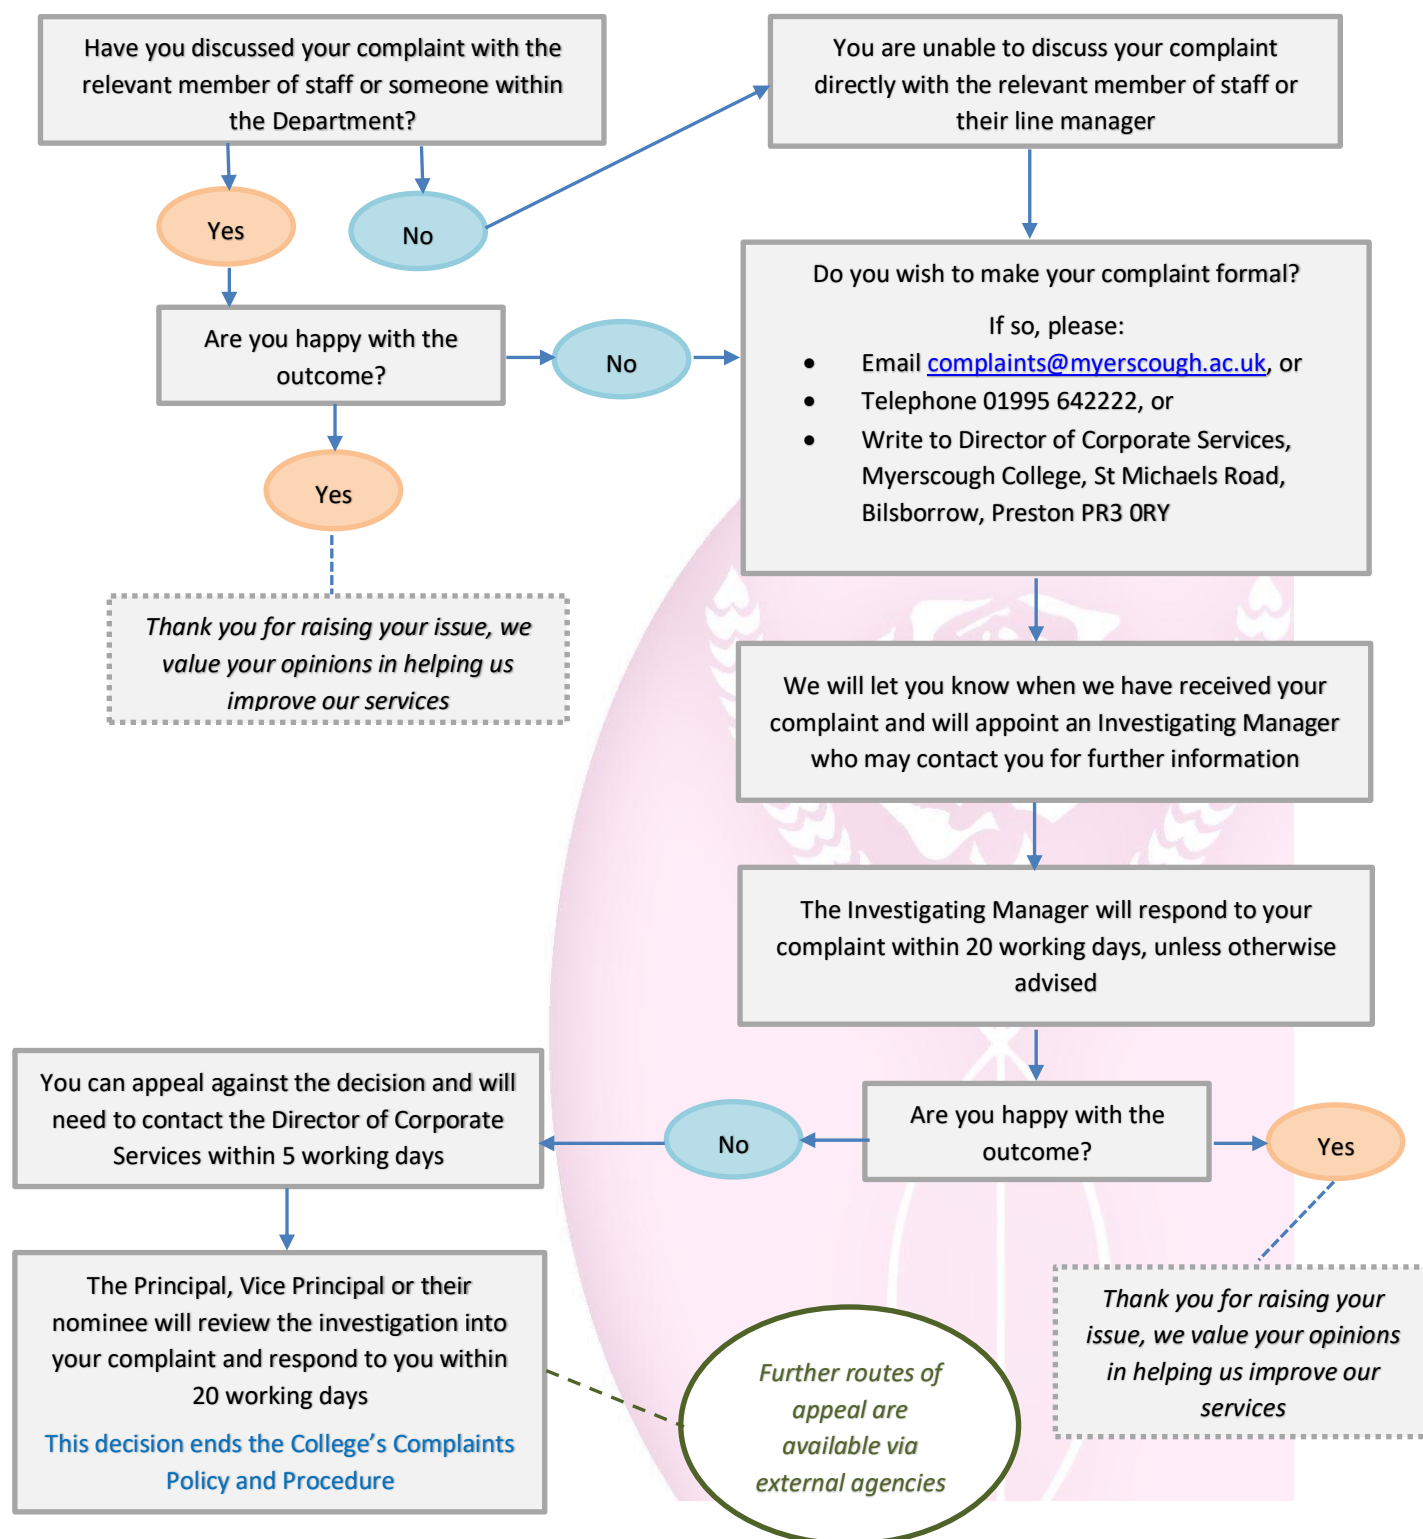 Have you discussed your complaint with the
relevant member of staff or someone within
the Department?
You are unable to discuss your complaint
directly with the relevant member of staff or
their line manager
Yes
No
Are you happy with the
outcome?
No
Do you wish to make your complaint formal?
If so, please:
• Email complaints@myerscough.ac.uk, or
• Telephone 01995 642222, or
• Write to Director of Corporate Services,
Myerscough College, St Michaels Road,
Bilsborrow, Preston PR3 0RY
Yes
Thank you for raising your issue, we
value your opinions in helping us
improve our services
We will let you know when we have received your
complaint and will appoint an Investigating Manager
who may contact you for further information
The Investigating Manager will respond to your
complaint within 20 working days, unless otherwise
advised
Are you happy with the
outcome?
No
Yes
You can appeal against the decision and will
need to contact the Director of Corporate
Services within 5 working days
The Principal, Vice Principal or their
nominee will review the investigation into
your complaint and respond to you within
20 working days
This decision ends the College’s Complaints
Policy and Procedure
Further routes of
appeal are
available via
external agencies
Thank you for raising your
issue, we value your opinions
in helping us improve our
services